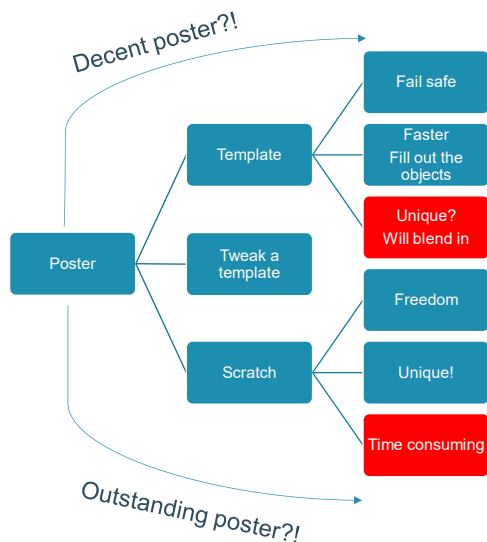 Decent poster?!
Fail safe
Template
Faster
Fill out the
objects
Unique?
Will blend in
Poster
Tweak a
template
Freedom
Scratch
Unique!
Time consuming
Outstanding poster?!